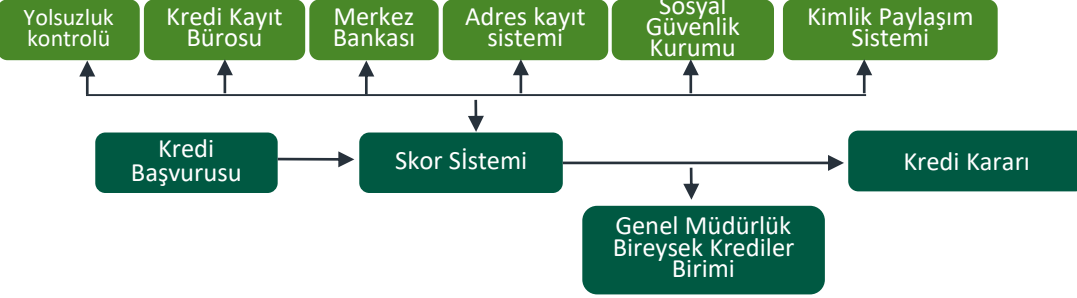 Yolsuzluk
kontrolü
Kredi Kayıt
Bürosu
Merkez
Bankası
Adres kayıt
sistemi
Sosyal
Güvenlik
Kurumu
Kimlik Paylaşım
Sistemi
Kredi
Başvurusu
Skor Sİstemi
Kredi Kararı
Genel Müdürlük
Bireysek Krediler
Birimi